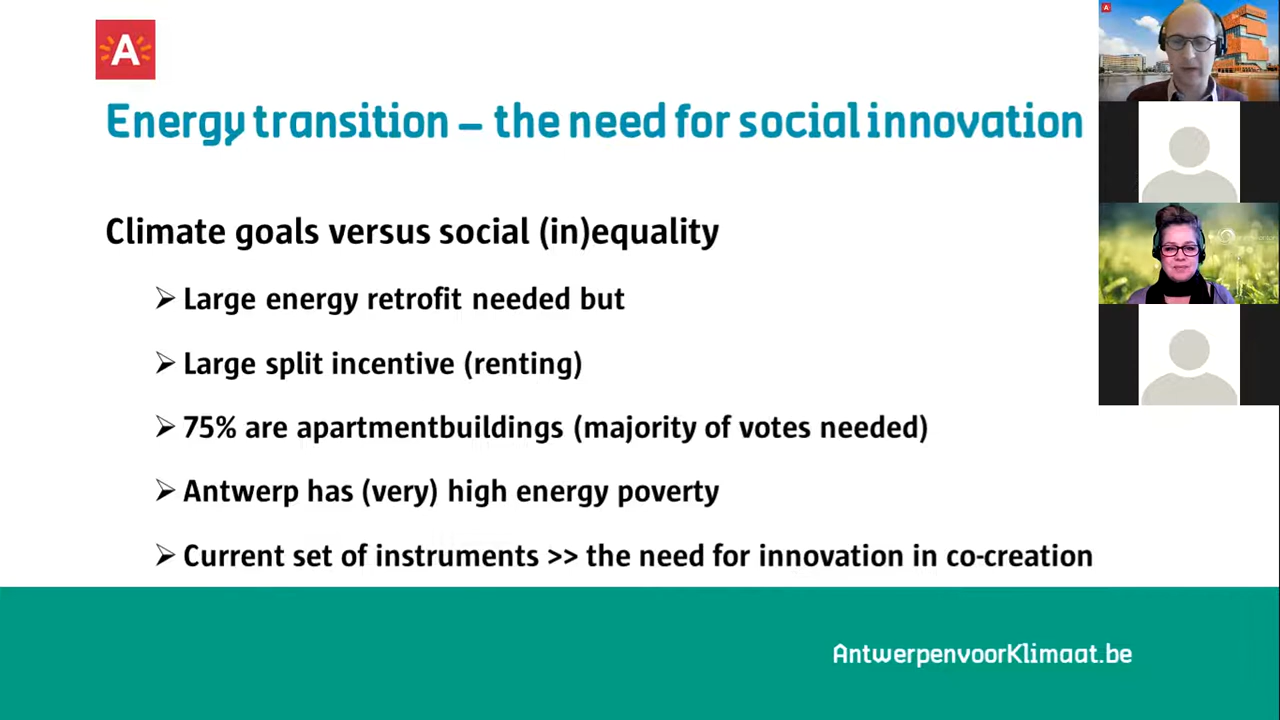 A
Energy transition – the need for social innovation
Climate goals versus social (in)equality
➢ Large energy retrofit needed but
➢ Large split incentive (renting)
➢ 75% are apartmentbuildings (majority of votes needed)
➢ Antwerp has (very) high energy poverty
➢ Current set of instruments >> the need for innovation in co-creation
AntwerpenvoorKlimaat.be